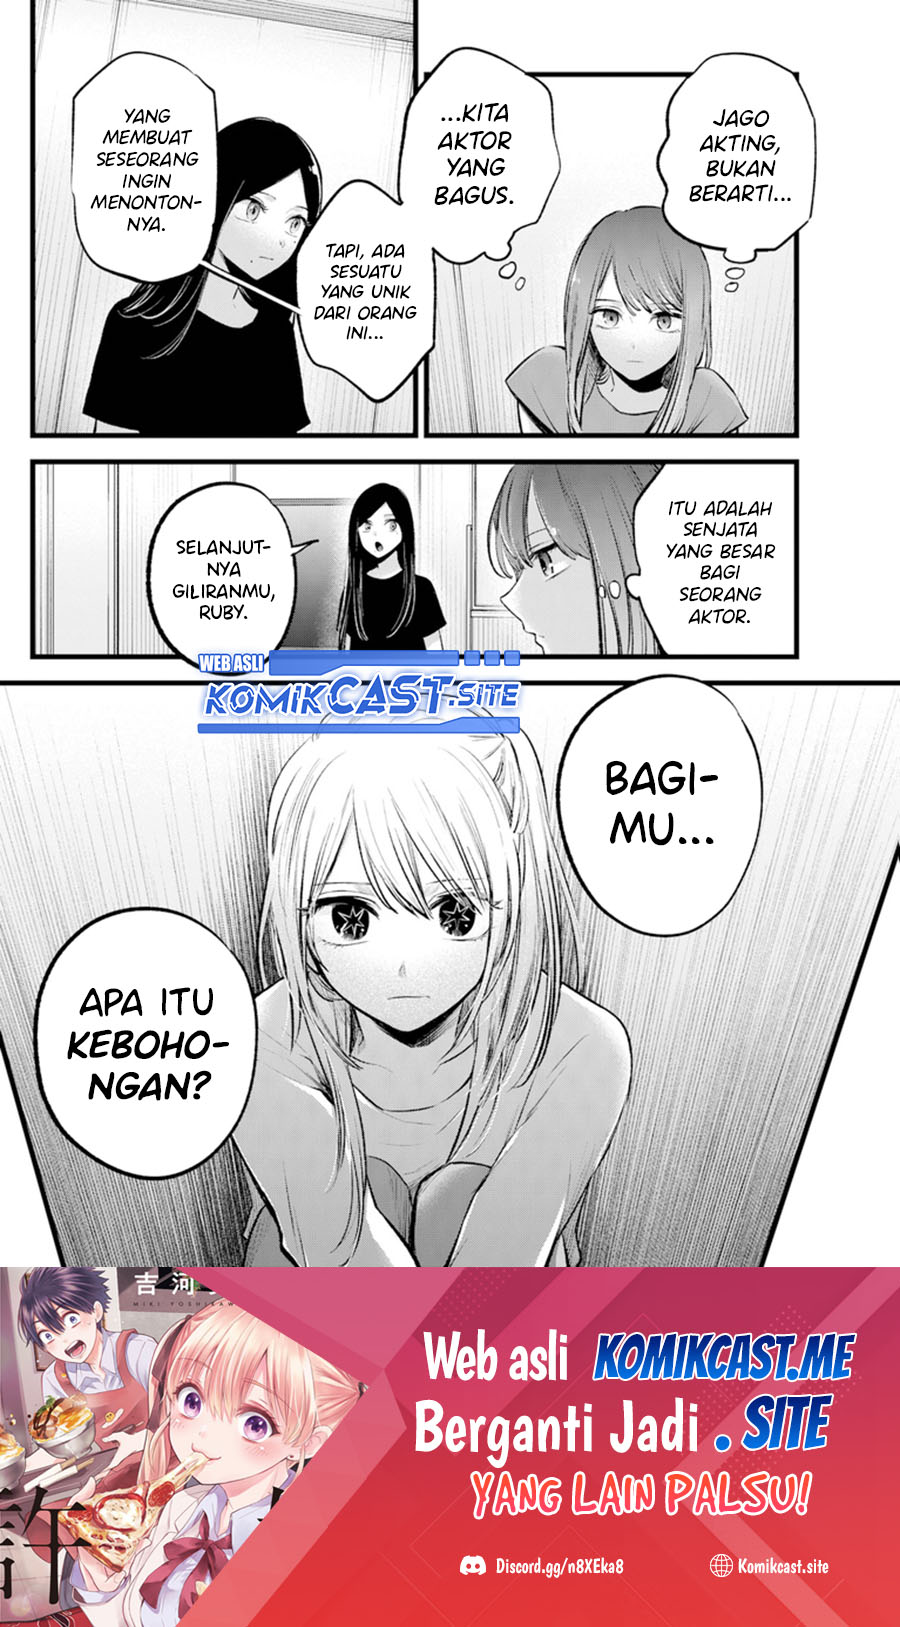 JAGO
AKTING,
BUKAN
BERARTI...
...KITA
AKTOR
YANG
BAGUS.
TAPI, ADA
SESUATU
YANG UNIK
DARI ORANG
INI...
YANG
MEMBUAT
SESEORANG
INGIN
MENONTON-
NYA.
ITU ADALAH
SENJATA
YANG BESAR
BAGI
SEORANG
AKTOR.
SELANJUT-
NYA
GILIRANMU,
RUBY.
WEB ASLI
KOMIKCAST.SITE
BAGI-
MU...
APA ITU
KEBOHO-
NGAN?
吉河
MIKI YOSHIKAW
許
Web asli KOMIKCAST.ME
Berganti Jadi .SITE
YANG LAIN PALSU!
Discord.gg/n8XEka8
Komikcast.site